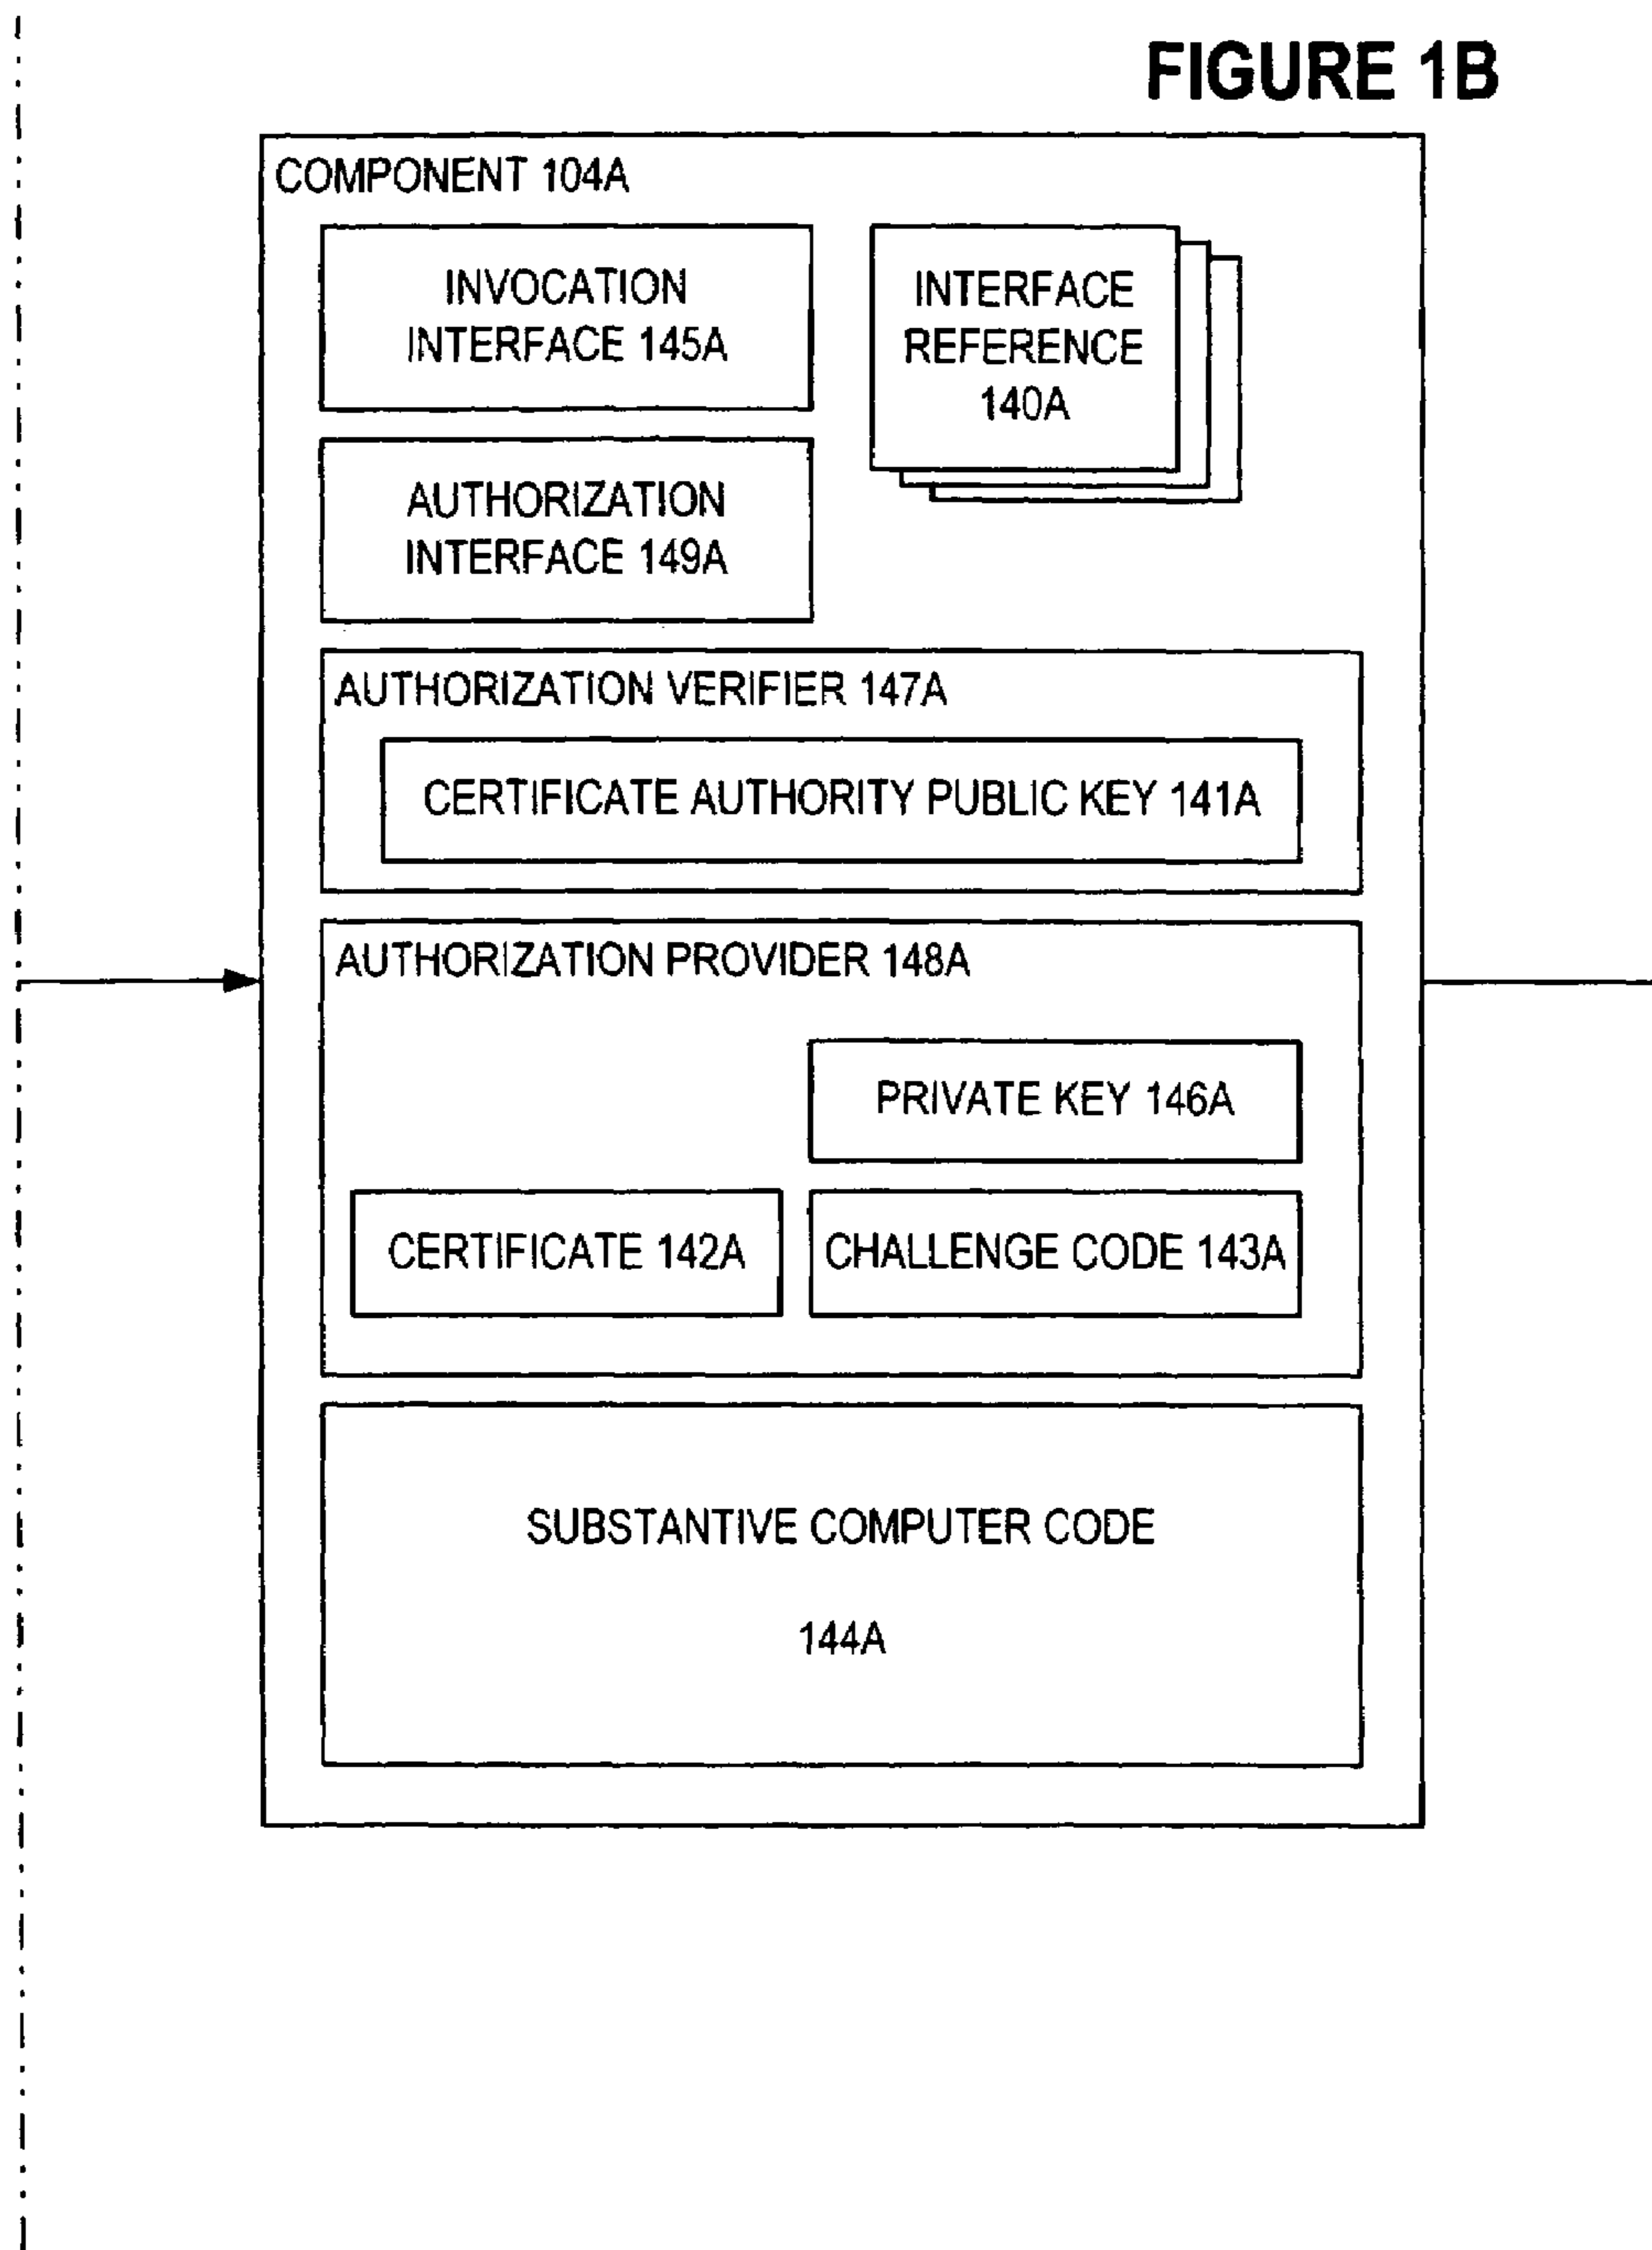 FIGURE 1B
COMPONENT 104A
INVOCATION
INTERFACE 145A
INTERFACE
REFERENCE
140A
AUTHORIZATION
INTERFACE 149A
AUTHORIZATION VERIFIER 147A
CERTIFICATE AUTHORITY PUBLIC KEY 141A
AUTHORIZATION PROVIDER 148A
PRIVATE KEY 146A
CERTIFICATE 142A
CHALLENGE CODE 143A
SUBSTANTIVE COMPUTER CODE
144A